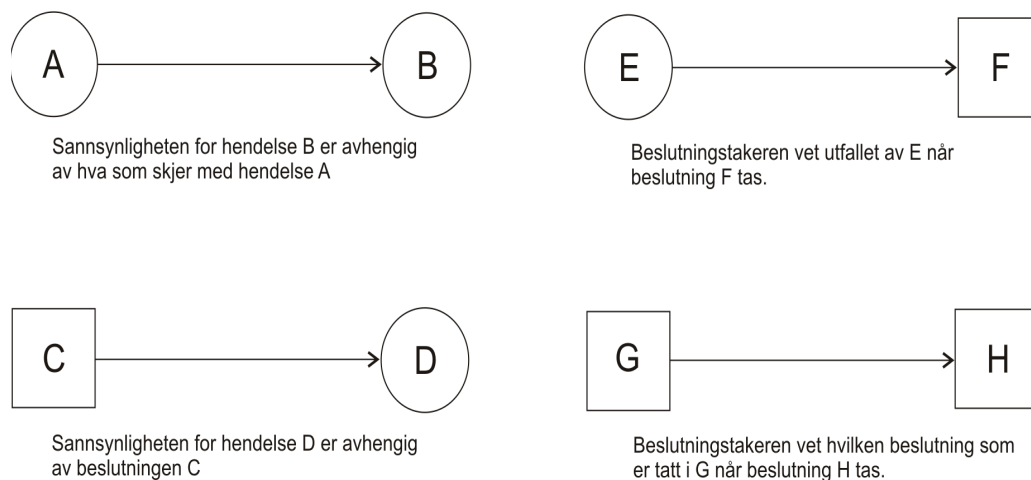 A
B
Sannsynligheten for hendelse B er avhengig
av hva som skjer med hendelse A
E
F
Beslutningstakeren vet utfallet av E når
beslutning F tas.
C
D
Sannsynligheten for hendelse D er avhengig
av beslutningen C
G
H
Beslutningstakeren vet hvilken beslutning som
er tatt i G når beslutning H tas.